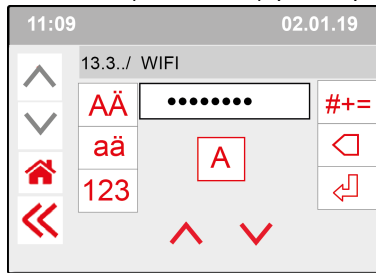 11:09 02.01.19
13.3../ WIFI
AÄ •••••••• #+=
aä A
123